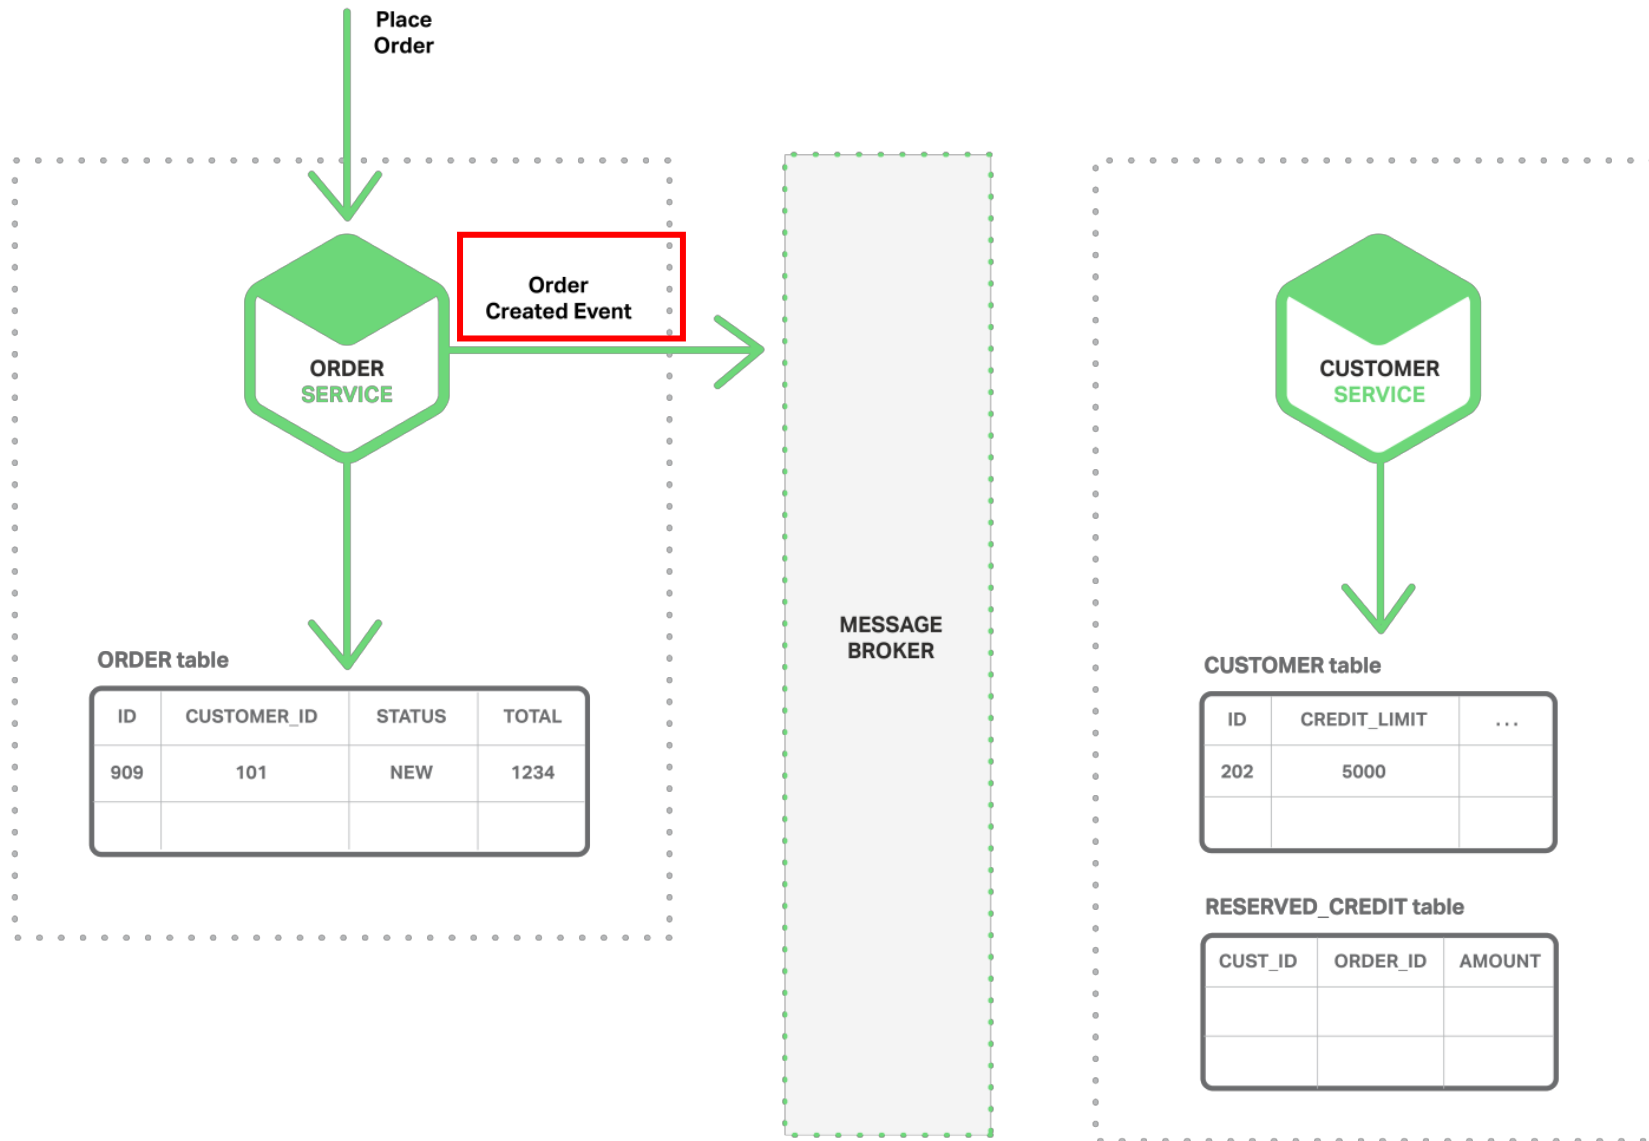 Place
Order
Order
Created Event
ORDER
SERVICE
CUSTOMER
SERVICE
MESSAGE
BROKER
ORDER table
ID CUSTOMER_ID STATUS TOTAL
909 101 NEW 1234
CUSTOMER table
ID CREDIT_LIMIT ...
202 5000
RESERVED_CREDIT table
CUST_ID ORDER_ID AMOUNT